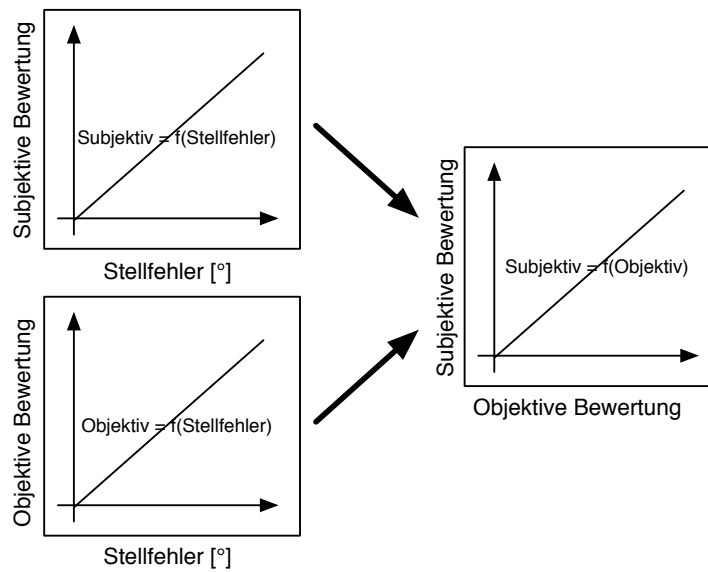 Subjektive Bewertung
Subjektiv = f(Stellfehler)
Stellfehler [°]
Objektive Bewertung
Objektiv = f(Stellfehler)
Stellfehler [°]
Subjektive Bewertung
Subjektiv = f(Objektiv)
Objektive Bewertung